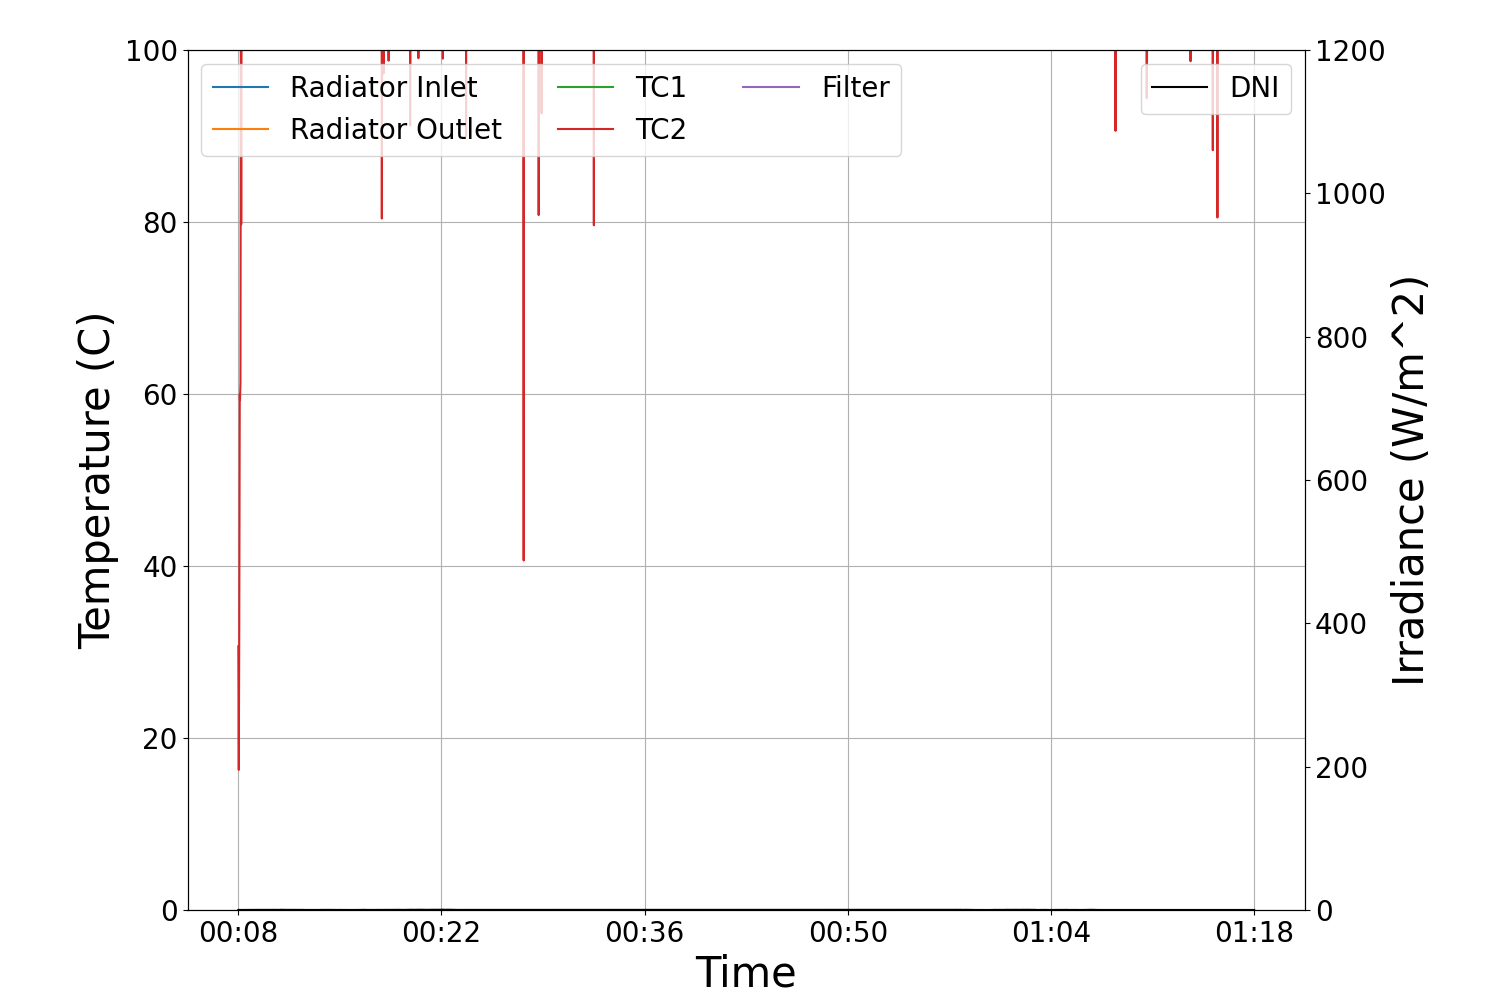 Temperature (C)
100
80
60
40
20
0
Radiator Inlet
Radiator Outlet
TC1
TC2
Filter
DNI
1200
1000
800
600
400
200
0
Irradiance (W/m^2)
00:08
00:22
00:36
00:50
01:04
01:18
Time